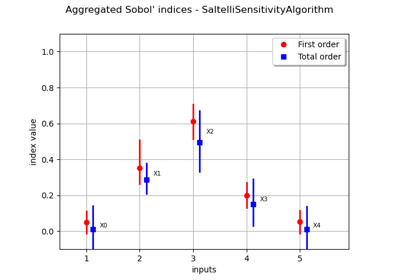 Aggregated Sobol' indices - SaltelliSensitivityAlgorithm
First order
Total order
1.0
0.8
0.6
0.4
0.2
0.0
index value
X0
X1
X2
X3
X4
1 2 3 4 5
inputs